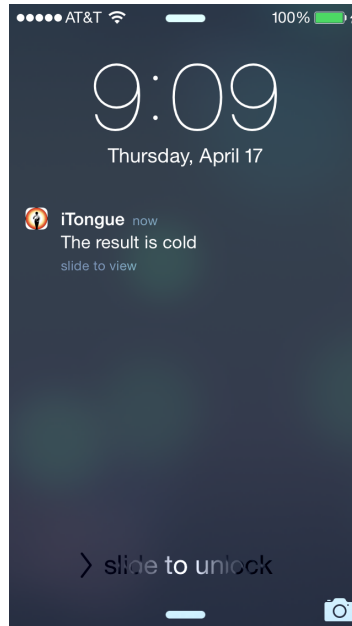 AT&T 100%
9:09
Thursday, April 17
iTongue now
The result is cold
slide to view
> slide to unlock